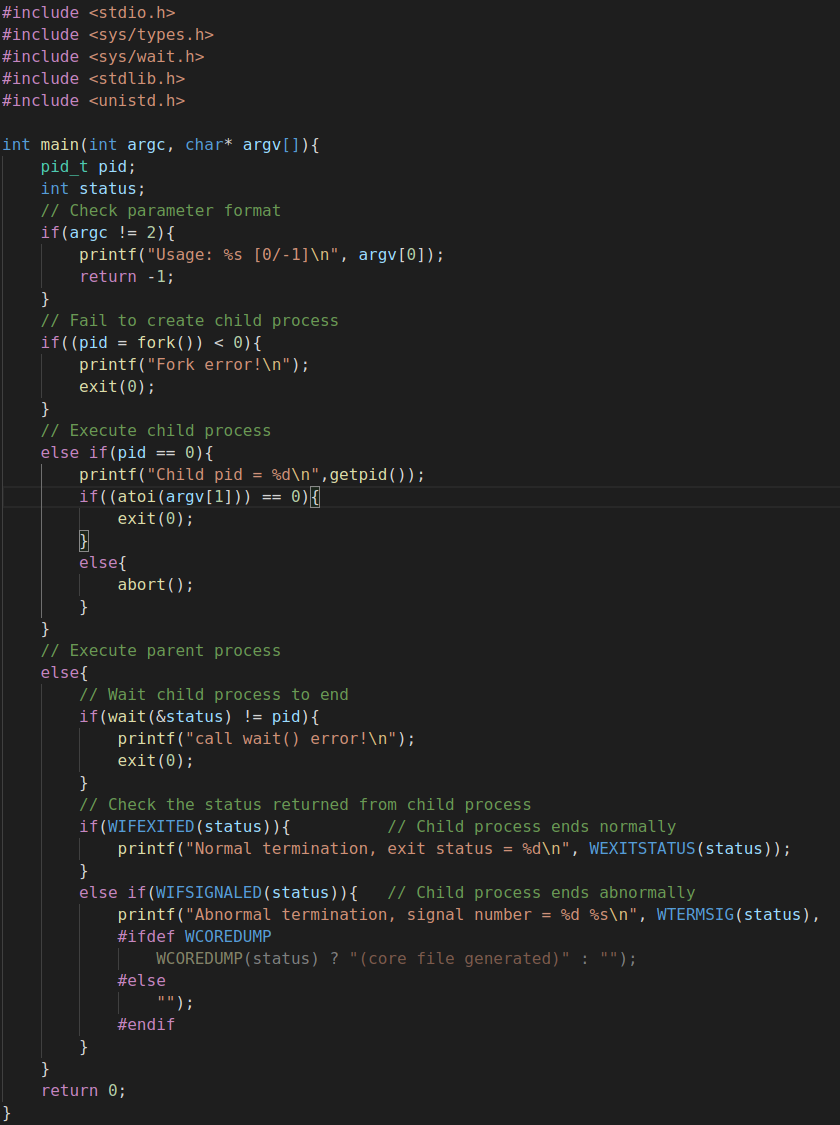 #include <stdio.h>
#include <sys/types.h>
#include <sys/wait.h>
#include <stdlib.h>
#include <unistd.h>

int main(int argc, char* argv[]){
    pid_t pid;
    int status;
    // Check parameter format
    if(argc != 2){
        printf("Usage: %s [0/-1]\n", argv[0]);
        return -1;
    }
    // Fail to create child process
    if((pid = fork()) < 0){
        printf("Fork error!\n");
        exit(0);
    }
    // Execute child process
    else if(pid == 0){
        printf("Child pid = %d\n",getpid());
        if((atoi(argv[1])) == 0){
            exit(0);
        }
        else{
            abort();
        }
    }
    // Execute parent process
    else{
        // Wait child process to end
        if(wait(&status) != pid){
            printf("call wait() error!\n");
            exit(0);
        }
        // Check the status returned from child process
        if(WIFEXITED(status)){          // Child process ends normally
            printf("Normal termination, exit status = %d\n", WEXITSTATUS(status));
        }
        else if(WIFSIGNALED(status)){   // Child process ends abnormally
            printf("Abnormal termination, signal number = %d %s\n", WTERMSIG(status),
            #ifdef WCOREDUMP
                WCOREDUMP(status) ? "(core file generated)" : "");
            #else
                "");
            #endif
        }
    }
    return 0;
}